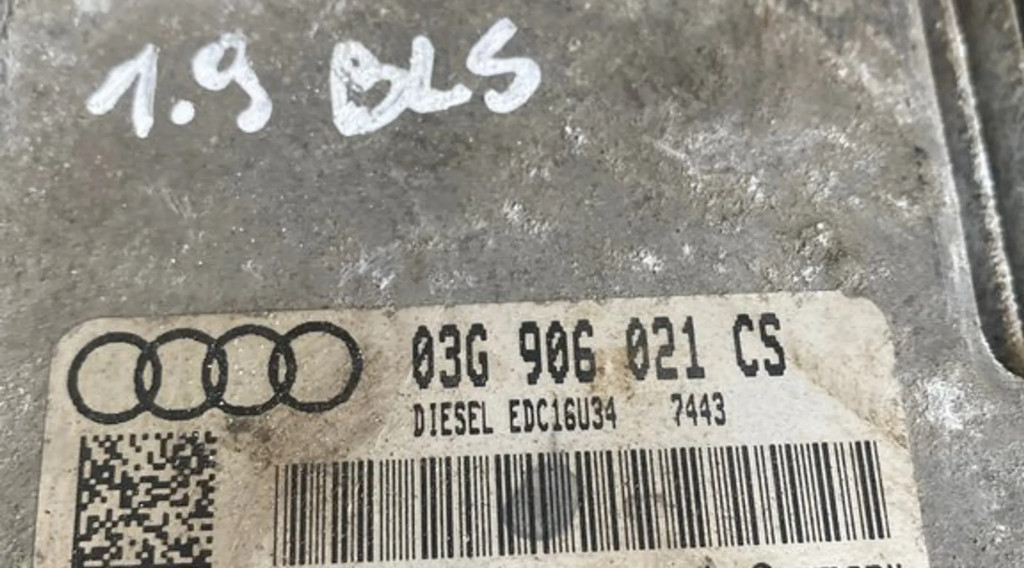 1.9 BLS
03G 906 021 CS
DIESEL EDC16U34 7443